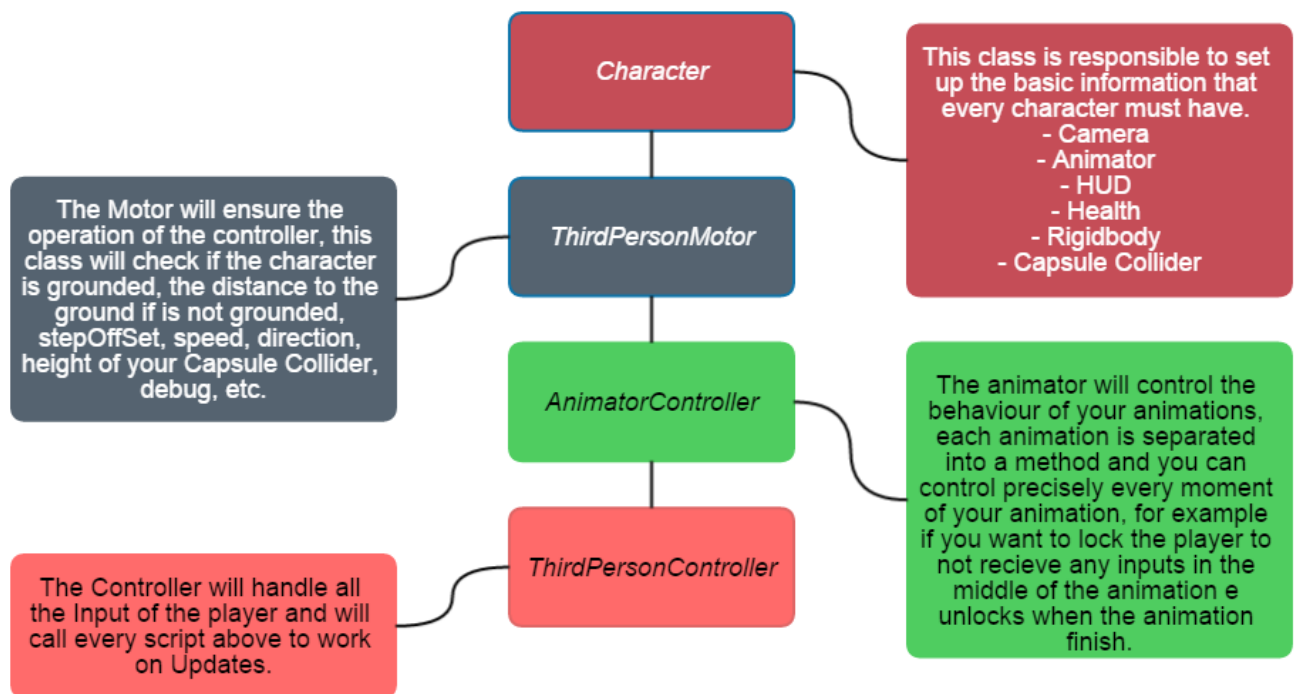 Character
This class is responsible to set
up the basic information that
every character must have.
- Camera
- Animator
- HUD
- Health
- Rigidbody
- Capsule Collider
ThirdPersonMotor
The Motor will ensure the
operation of the controller, this
class will check if the character
is grounded, the distance to the
ground if is not grounded,
stepOffSet, speed, direction,
height of your Capsule Collider,
debug, etc.
AnimatorController
The animator will control the
behaviour of your animations,
each animation is separated
into a method and you can
control precisely every moment
of your animation, for example
if you want to lock the player to
not recieve any inputs in the
middle of the animation e
unlocks when the animation
finish.
ThirdPersonController
The Controller will handle all
the Input of the player and will
call every script above to work
on Updates.